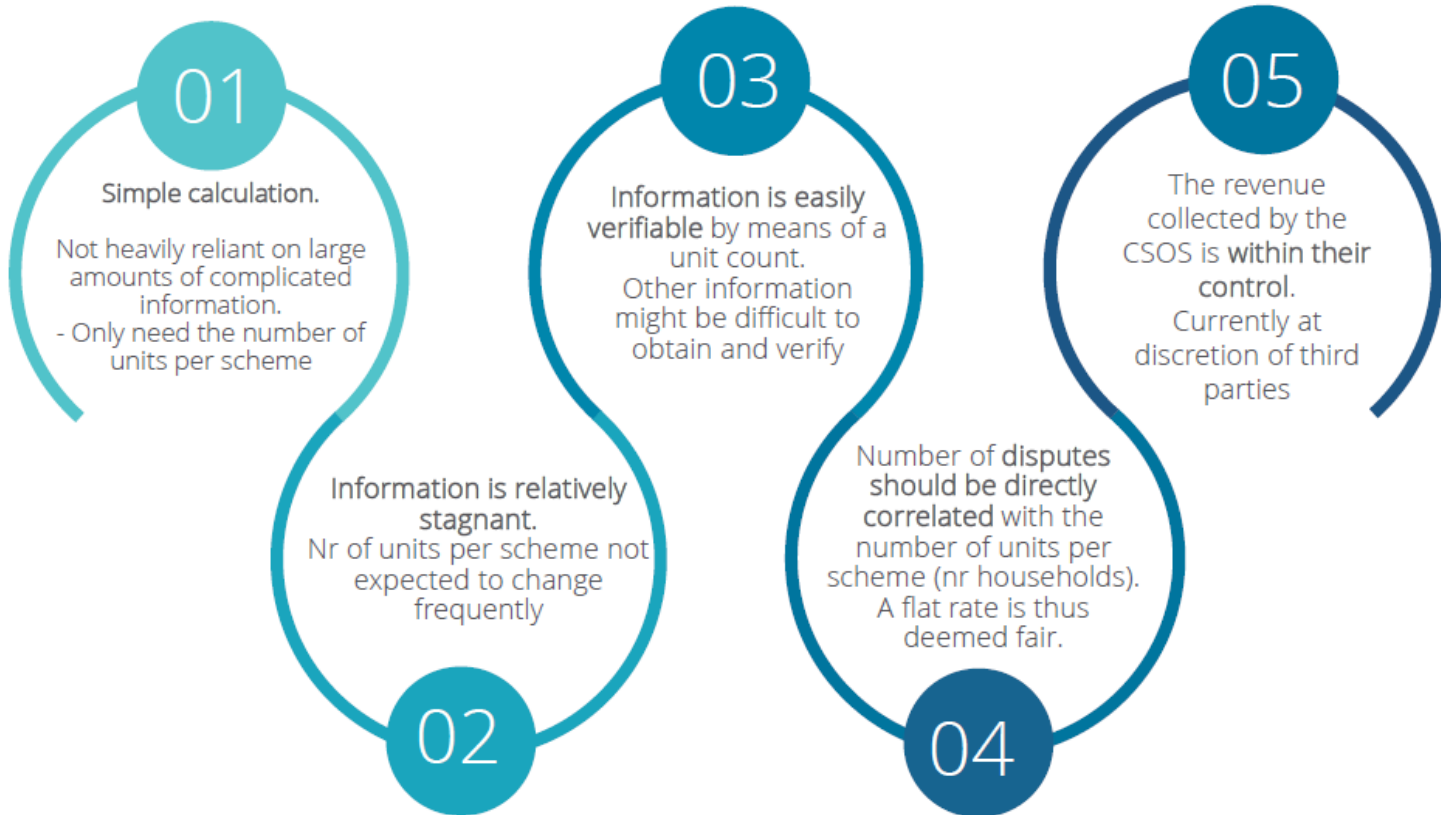 01
Simple calculation.
Not heavily reliant on large
amounts of complicated
information.
- Only need the number of
units per scheme
02
Information is relatively
stagnant.
Nr of units per scheme not
expected to change
frequently
03
Information is easily
verifiable by means of a
unit count.
Other information
might be difficult to
obtain and verify
04
Number of disputes
should be directly
correlated with the
number of units per
scheme (nr households).
A flat rate is thus
deemed fair.
05
The revenue
collected by the
CSOS is within their
control.
Currently at
discretion of third
parties